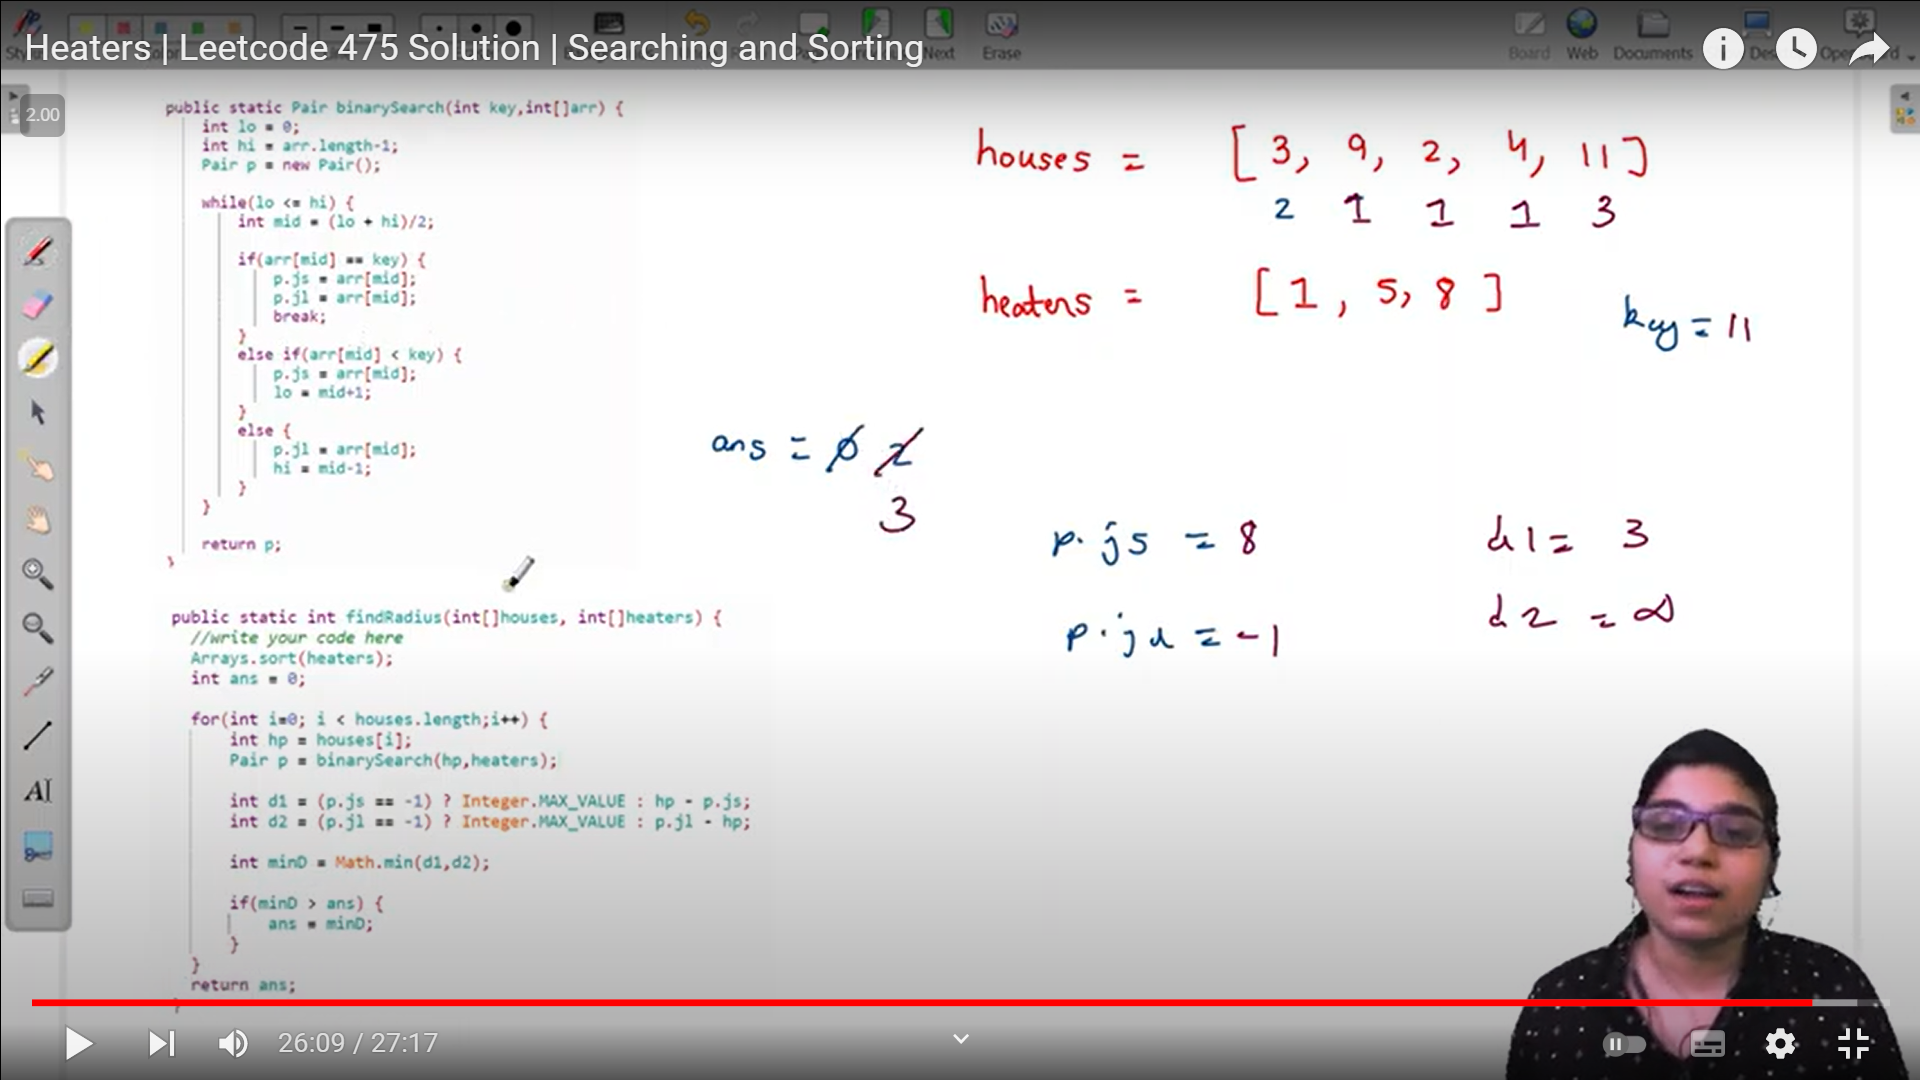 Heaters | Leetcode 475 Solution | Searching and Sorting
Next
Erase
Board
Web
Documents
2.00
public static Pair binarySearch(int key,int[]arr) {
int lo = 0;
int hi = arr.length-1;
Pair p = new Pair();
while(lo <= hi) {
int mid = (lo + hi)/2;
if(arr[mid] == key) {
p.js = arr[mid];
p.jl = arr[mid];
break;
}
else if(arr[mid] < key) {
p.js = arr[mid];
lo = mid+1;
}
else {
p.jl = arr[mid];
hi = mid-1;
}
}
return p;
}
public static int findRadius(int[]houses, int[]heaters) {
//write your code here
Arrays.sort(heaters);
int ans = 0;
for(int i=0; i < houses.length;i++) {
int hp = houses[i];
Pair p = binarySearch(hp,heaters);
int d1 = (p.js == -1) ? Integer.MAX_VALUE : hp - p.js;
int d2 = (p.jl == -1) ? Integer.MAX_VALUE : p.jl - hp;
int minD = Math.min(d1,d2);
if(minD > ans) {
ans = minD;
}
}
return ans;
}
houses = [ 3, 9, 2, 4, 11 ]
2 1 1 1 3
heaters = [ 1 , 5, 8 ]
key = 11
ans = 0 2
3
p. js = 8
d1 = 3
p. jl = -1
d2 = ∞
AI
26:09 / 27:17